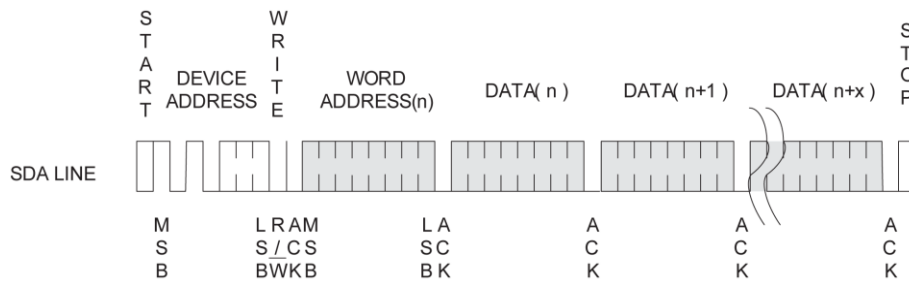 START
WRITE
STOP
DEVICE
ADDRESS
WORD
ADDRESS(n)
DATA( n )
DATA( n+1 )
DATA( n+x )
SDA LINE
MSB
LSB
R/W
ACK
MSB
LSB
ACK
ACK
ACK
ACK